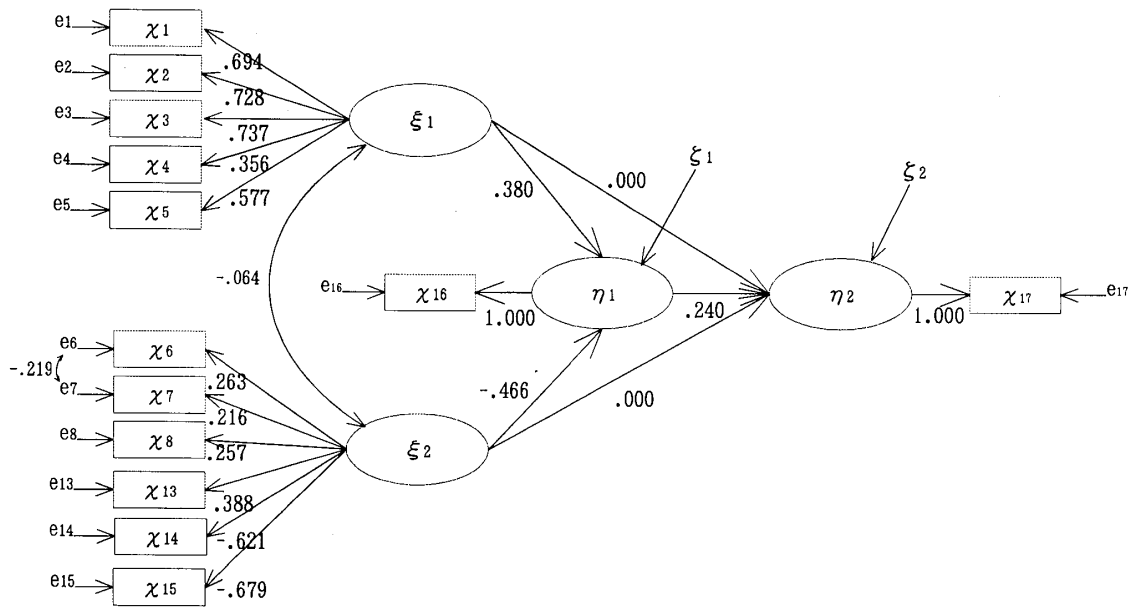 e1 χ1
.694
e2 χ2
.728
e3 χ3
.737
e4 χ4
.356
e5 χ5
.577
ξ1
.380
.000
ζ1
ζ2
-.064
e16 χ16
1.000
η1
.240
η2
1.000
χ17
e17
-.466
.000
-.219
e6 χ6
.263
e7 χ7
.216
e8 χ8
.257
ξ2
e13 χ13
.388
e14 χ14
-.621
e15 χ15
-.679